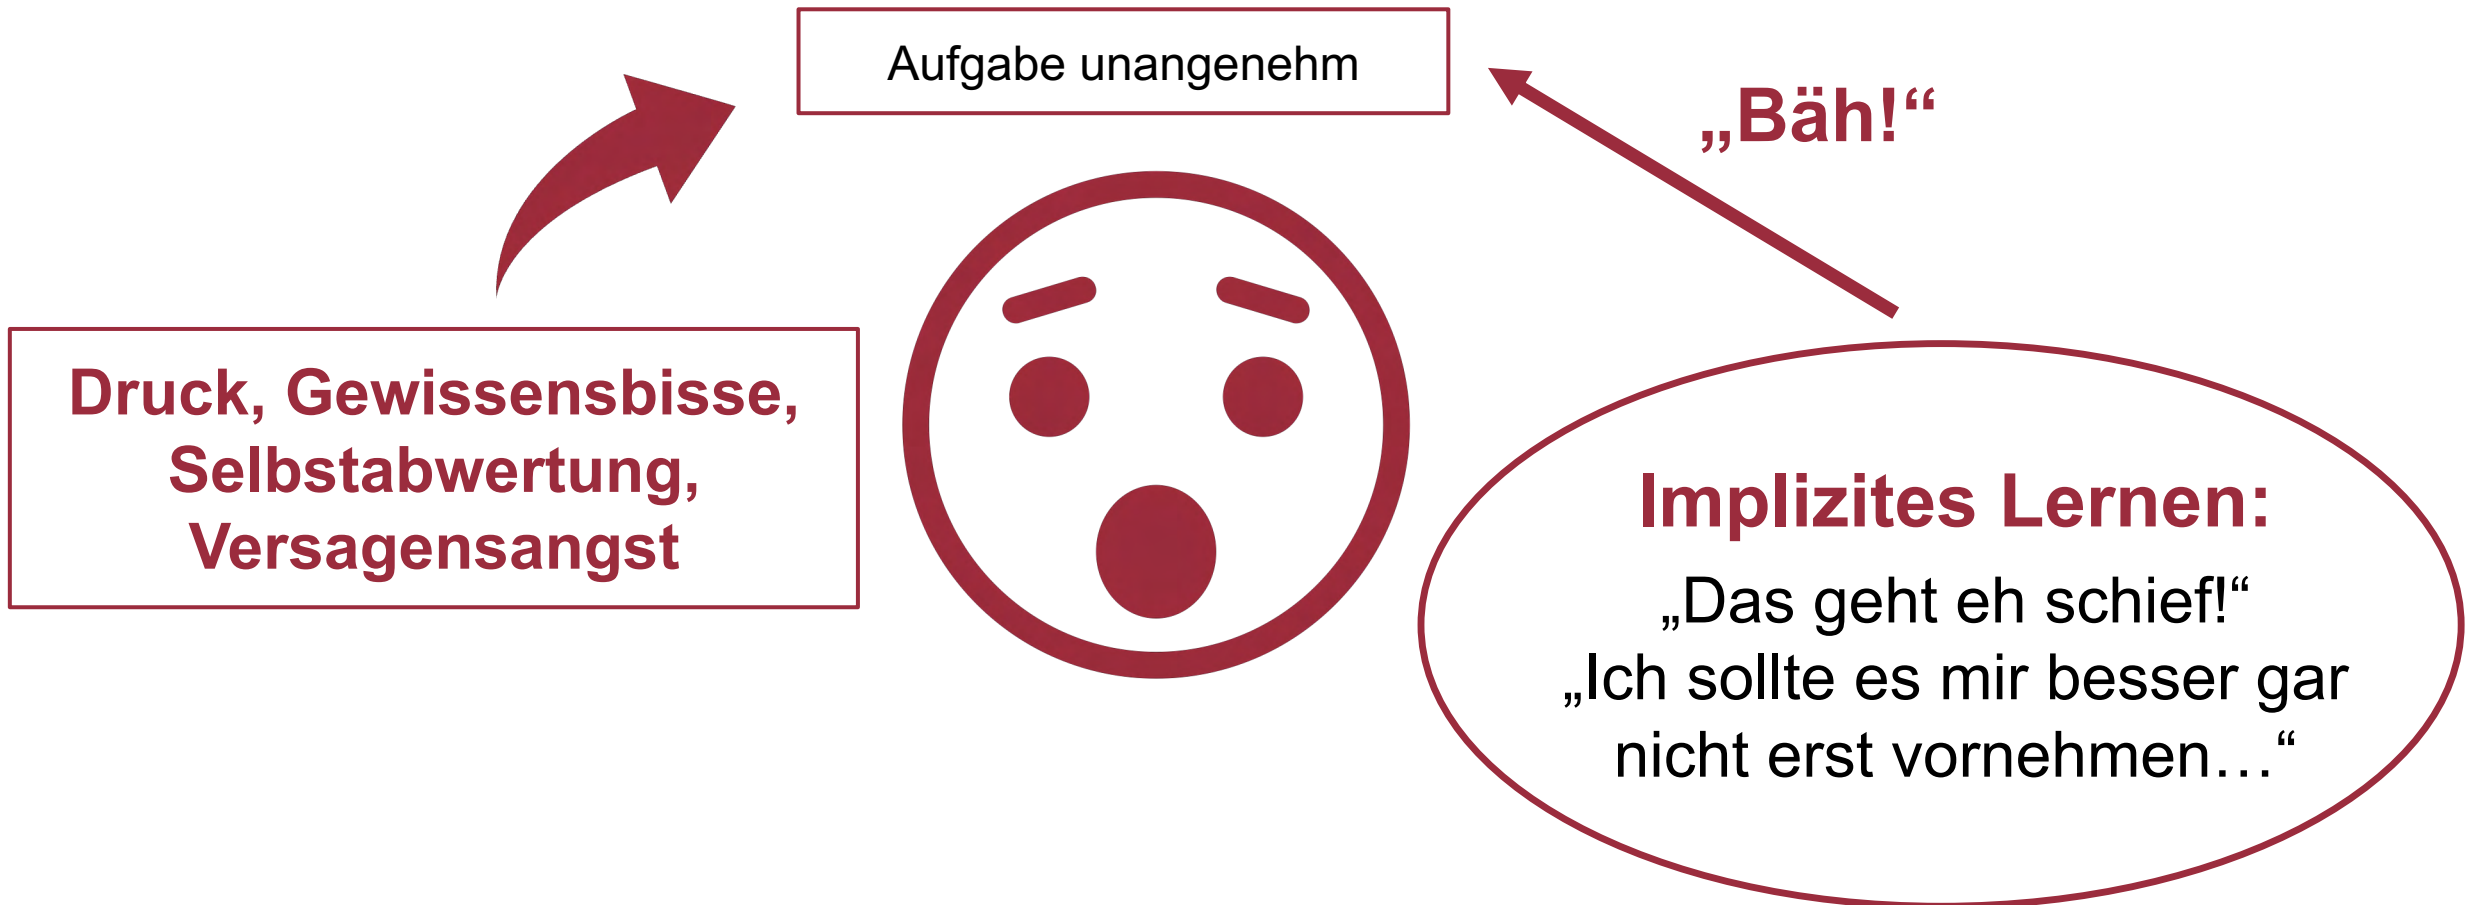 Aufgabe unangenehm
„Bäh!“
Druck, Gewissensbisse,
Selbstabwertung,
Versagensangst
Implizites Lernen:
„Das geht eh schief!“
„Ich sollte es mir besser gar
nicht erst vornehmen…“